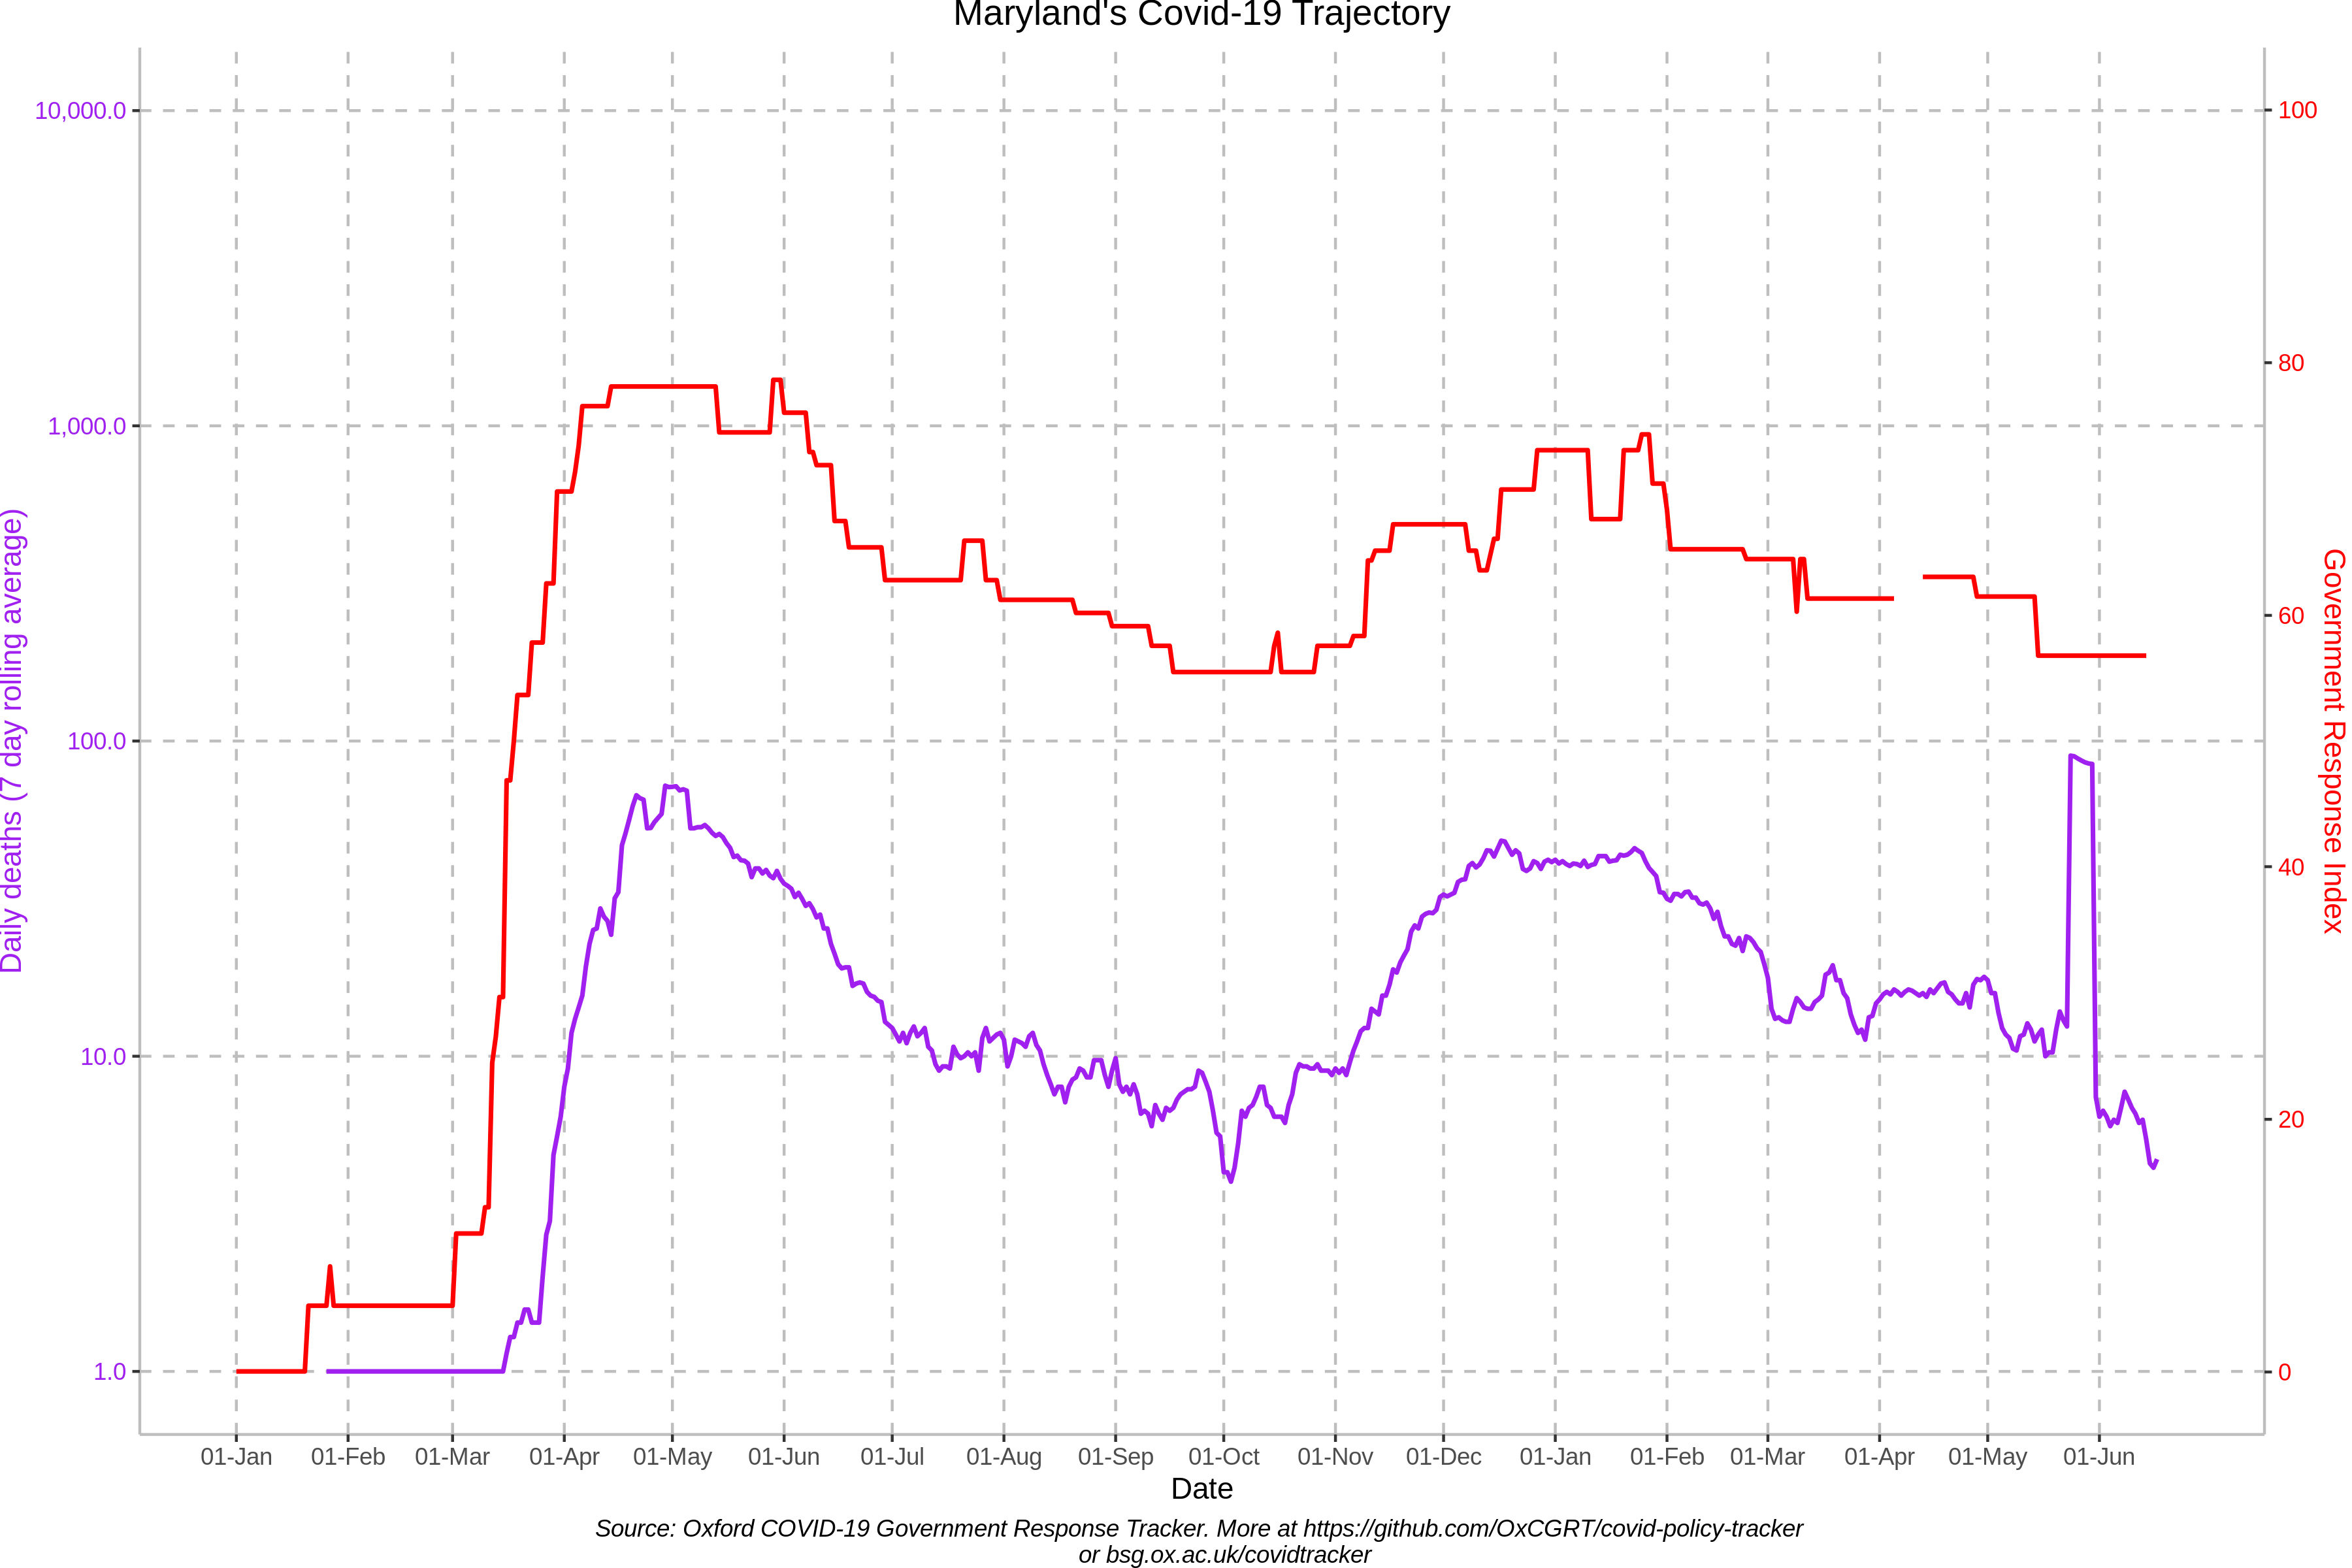 Maryland's Covid-19 Trajectory
10,000.0
1,000.0
100.0
10.0
1.0
Daily deaths (7 day rolling average)
100
80
60
40
20
0
Government Response Index
01-Jan 01-Feb 01-Mar 01-Apr 01-May 01-Jun 01-Jul 01-Aug 01-Sep 01-Oct 01-Nov 01-Dec 01-Jan 01-Feb 01-Mar 01-Apr 01-May 01-Jun
Date
Source: Oxford COVID-19 Government Response Tracker. More at https://github.com/OxCGRT/covid-policy-tracker
or bsg.ox.ac.uk/covidtracker